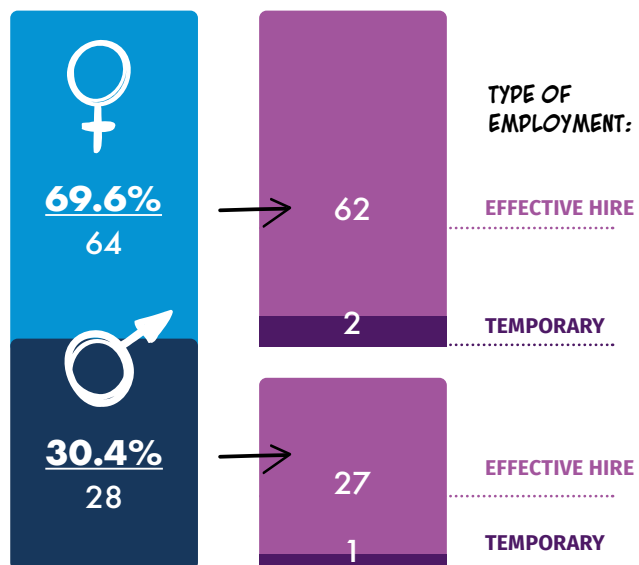 TYPE OF
EMPLOYMENT:
69.6%
64
62
EFFECTIVE HIRE
2
TEMPORARY
30.4%
28
27
EFFECTIVE HIRE
1
TEMPORARY